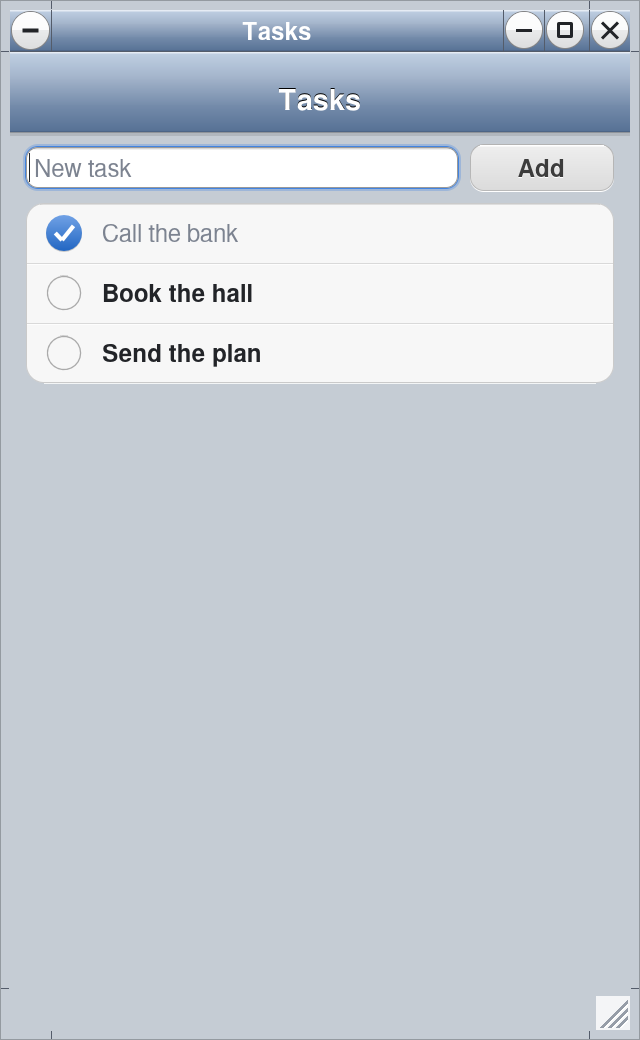 Tasks
Tasks
New task
Add
Call the bank
Book the hall
Send the plan